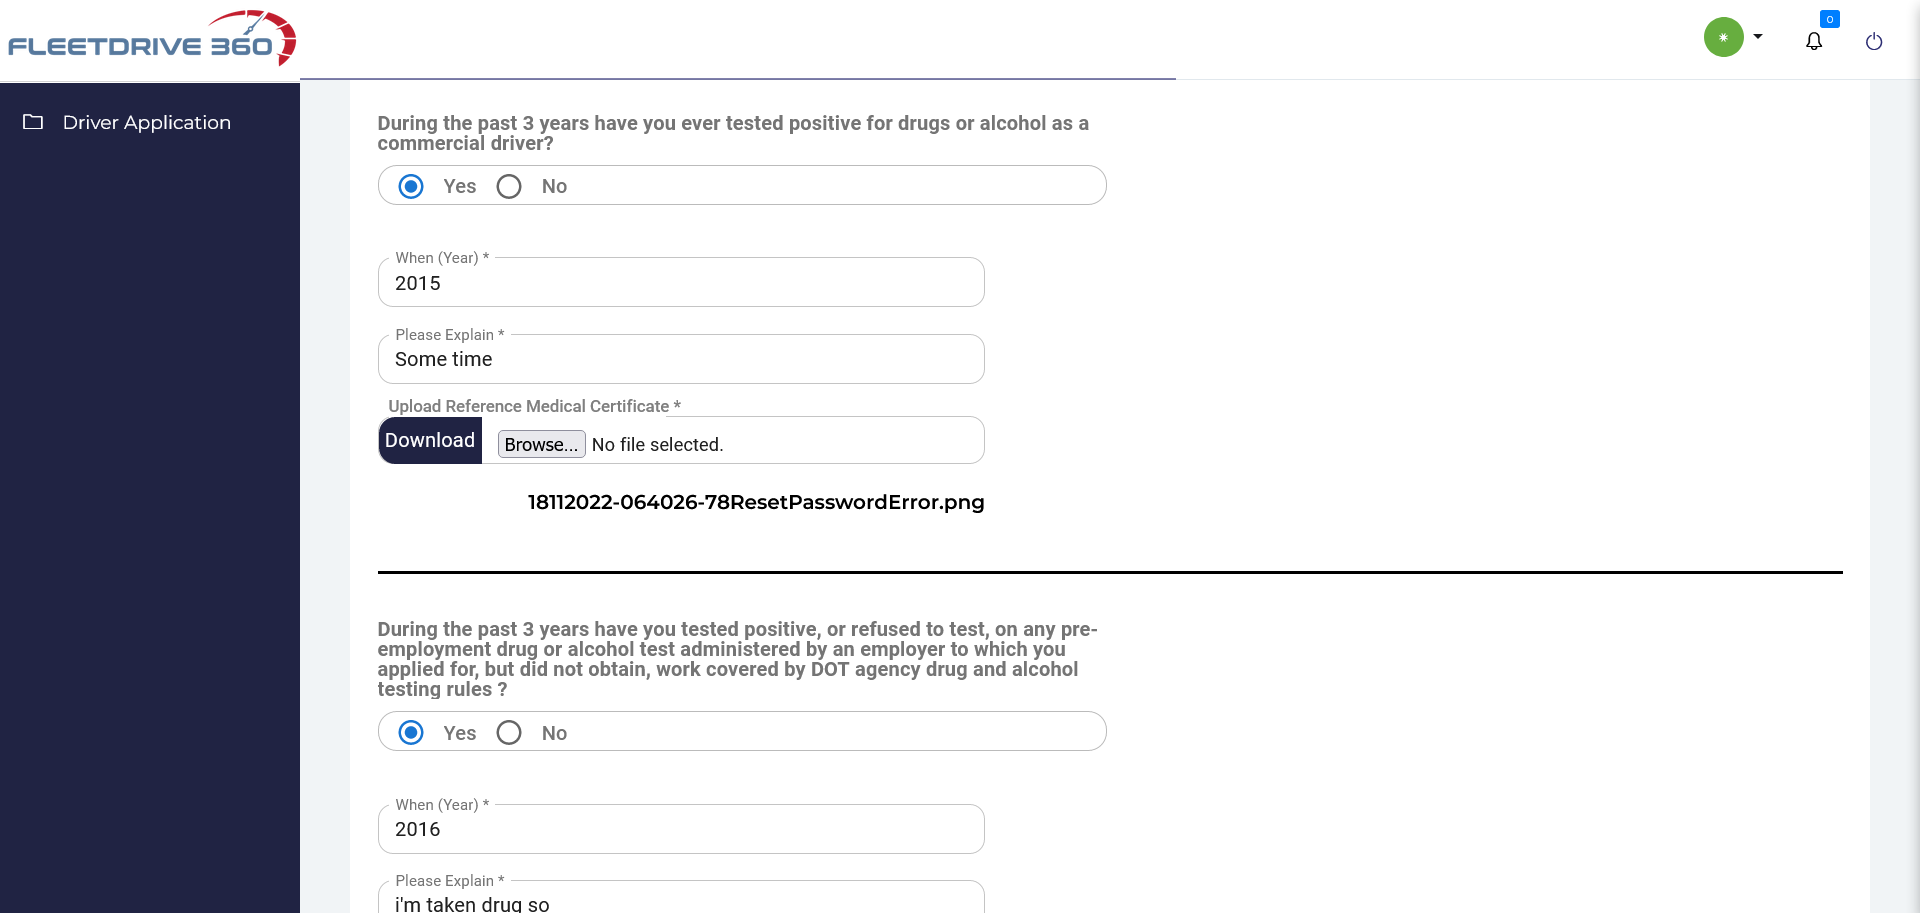 FLEETDRIVE 360
0
Driver Application
During the past 3 years have you ever tested positive for drugs or alcohol as a
commercial driver?
Yes No
When (Year) *
2015
Please Explain *
Some time
Upload Reference Medical Certificate *
Download Browse... No file selected.
18112022-064026-78ResetPasswordError.png
During the past 3 years have you tested positive, or refused to test, on any pre-
employment drug or alcohol test administered by an employer to which you
applied for, but did not obtain, work covered by DOT agency drug and alcohol
testing rules ?
Yes No
When (Year) *
2016
Please Explain *
i'm taken drug so